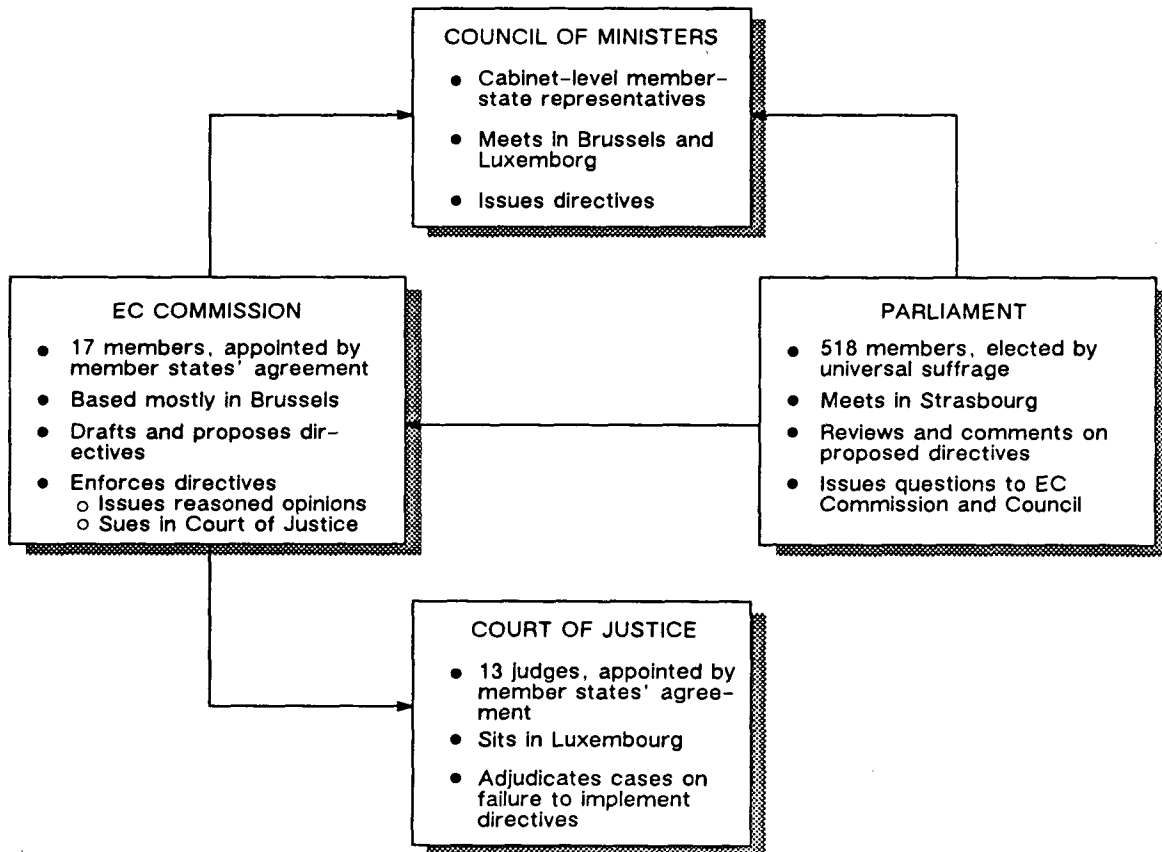 COUNCIL OF MINISTERS
● Cabinet-level member-
state representatives
● Meets in Brussels and
Luxemborg
● Issues directives
EC COMMISSION
● 17 members, appointed by
member states' agreement
● Based mostly in Brussels
● Drafts and proposes dir-
ectives
● Enforces directives
○ Issues reasoned opinions
○ Sues in Court of Justice
PARLIAMENT
● 518 members, elected by
universal suffrage
● Meets in Strasbourg
● Reviews and comments on
proposed directives
● Issues questions to EC
Commission and Council
COURT OF JUSTICE
● 13 judges, appointed by
member states' agree-
ment
● Sits in Luxembourg
● Adjudicates cases on
failure to implement
directives